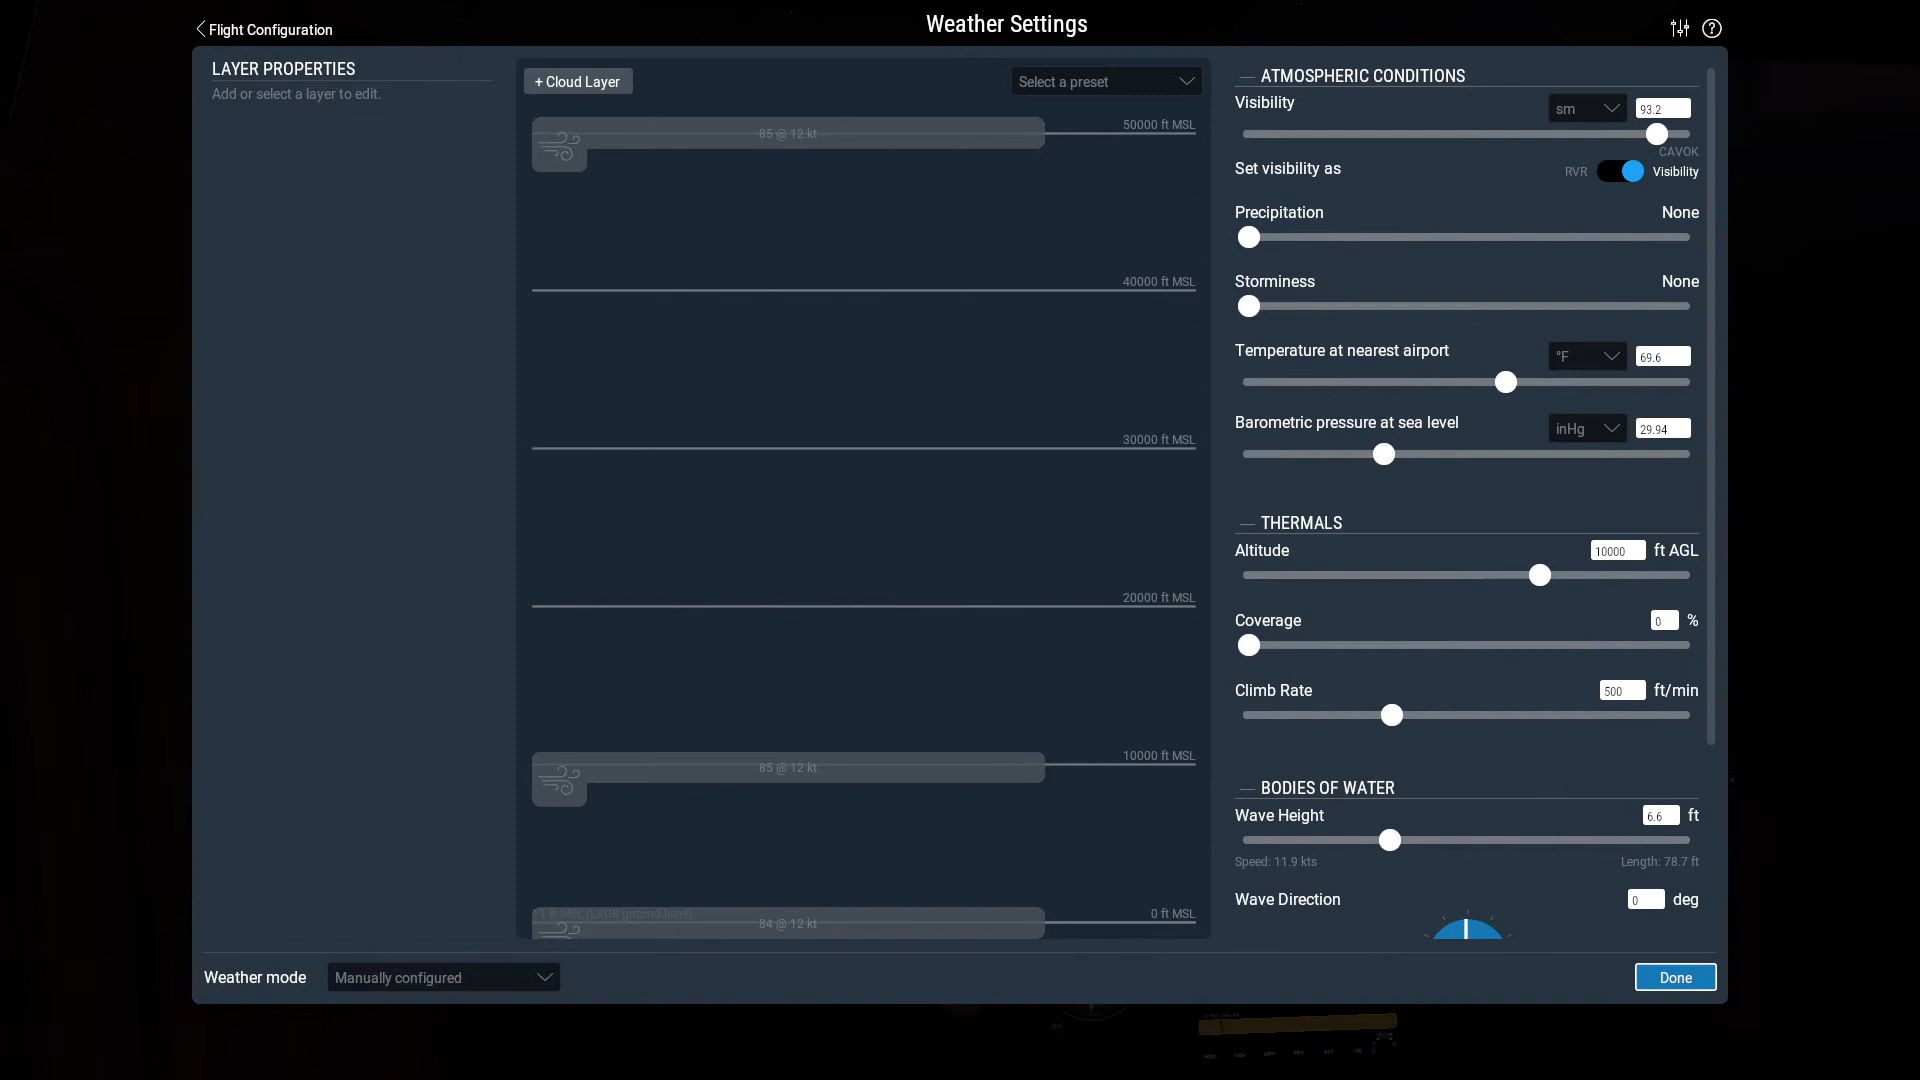 Flight Configuration
Weather Settings
LAYER PROPERTIES
Add or select a layer to edit.
+ Cloud Layer
Select a preset
50000 ft MSL
85 @ 12 kt
40000 ft MSL
30000 ft MSL
20000 ft MSL
10000 ft MSL
85 @ 12 kt
0 ft MSL
ft MSL
ground level)
84 @ 12 kt
ATMOSPHERIC CONDITIONS
Visibility
sm
93.2
CAVOK
Set visibility as
RVR
Visibility
Precipitation
None
Storminess
None
Temperature at nearest airport
°F
69.6
Barometric pressure at sea level
inHg
29.94
THERMALS
Altitude
10000
ft AGL
Coverage
0
%
Climb Rate
500
ft/min
BODIES OF WATER
Wave Height
6.6
ft
Speed: 11.9 kts
Length: 78.7 ft
Wave Direction
0
deg
Weather mode
Manually configured
Done